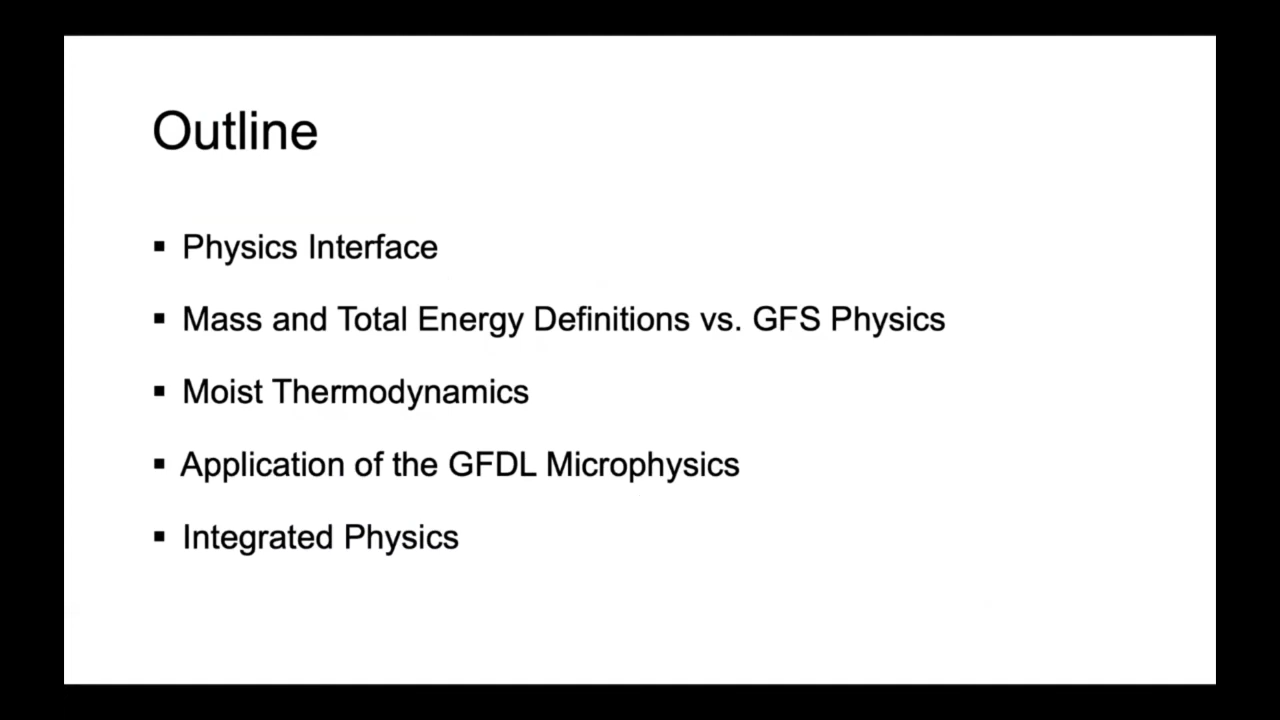 Outline
▪ Physics Interface
▪ Mass and Total Energy Definitions vs. GFS Physics
▪ Moist Thermodynamics
▪ Application of the GFDL Microphysics
▪ Integrated Physics